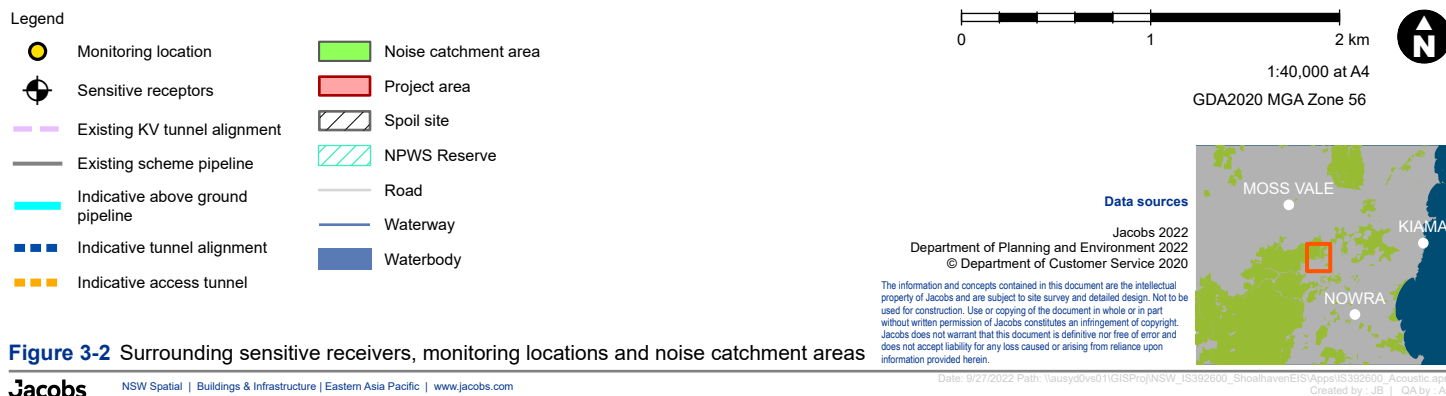 Legend
Monitoring location
Sensitive receptors
Existing KV tunnel alignment
Existing scheme pipeline
Indicative above ground
pipeline
Indicative tunnel alignment
Indicative access tunnel
Noise catchment area
Project area
Spoil site
NPWS Reserve
Road
Waterway
Waterbody
0 1 2 km
N
1:40,000 at A4
GDA2020 MGA Zone 56
Data sources
Jacobs 2022
Department of Planning and Environment 2022
© Department of Customer Service 2020
The information and concepts contained in this document are the intellectual
property of Jacobs and are subject to site survey and detailed design. Not to be
used for construction. Use or copying of the document in whole or in part
without written permission of Jacobs constitutes an infringement of copyright.
Jacobs does not warrant that this document is definitive nor free of error and
does not accept liability for any loss caused or arising from reliance upon
information provided herein.
MOSS VALE
KIAMA
NOWRA
Figure 3-2 Surrounding sensitive receivers, monitoring locations and noise catchment areas
Jacobs
NSW Spatial | Buildings & Infrastructure | Eastern Asia Pacific | www.jacobs.com
Date: 9/27/2022 Path: \\ausyd0vs01\GISProj\NSW_IS392600_ShoalhavenEIS\Apps\IS392600_Acoustic.apr
Created by : JB | QA by : A